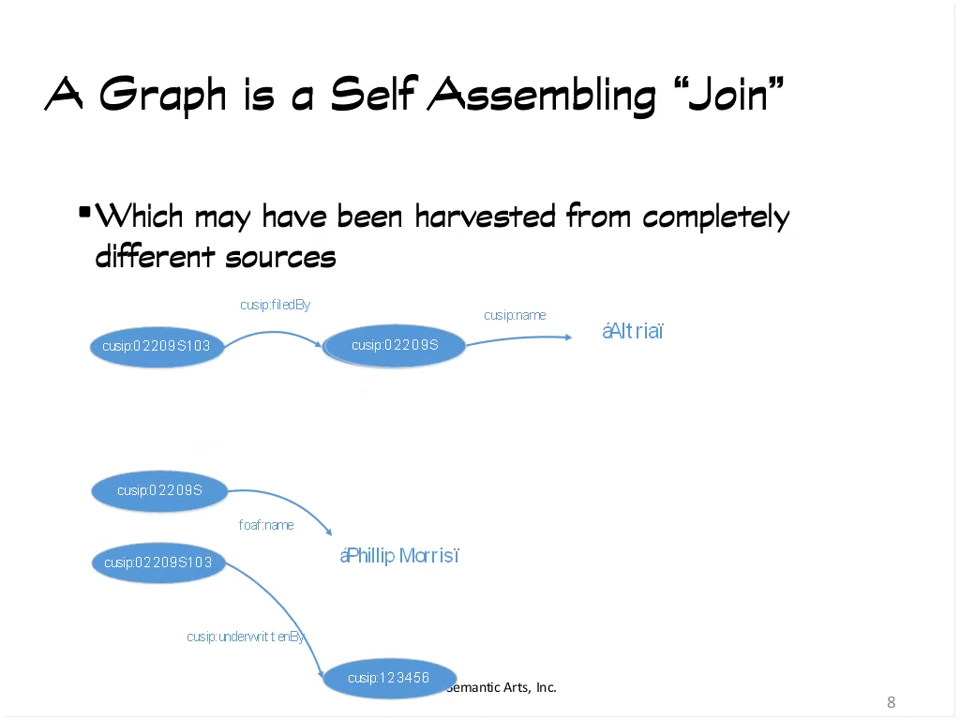 A Graph is a Self Assembling “Join”
▪Which may have been harvested from completely
different sources
cusip:filedBy
cusip:name
cusip:02209S103
cusip:02209S
áAltriaï
cusip:02209S
foaf:name
áPhillip Morrisï
cusip:02209S103
cusip:underwrittenBy
cusip:123456
Semantic Arts, Inc.
8